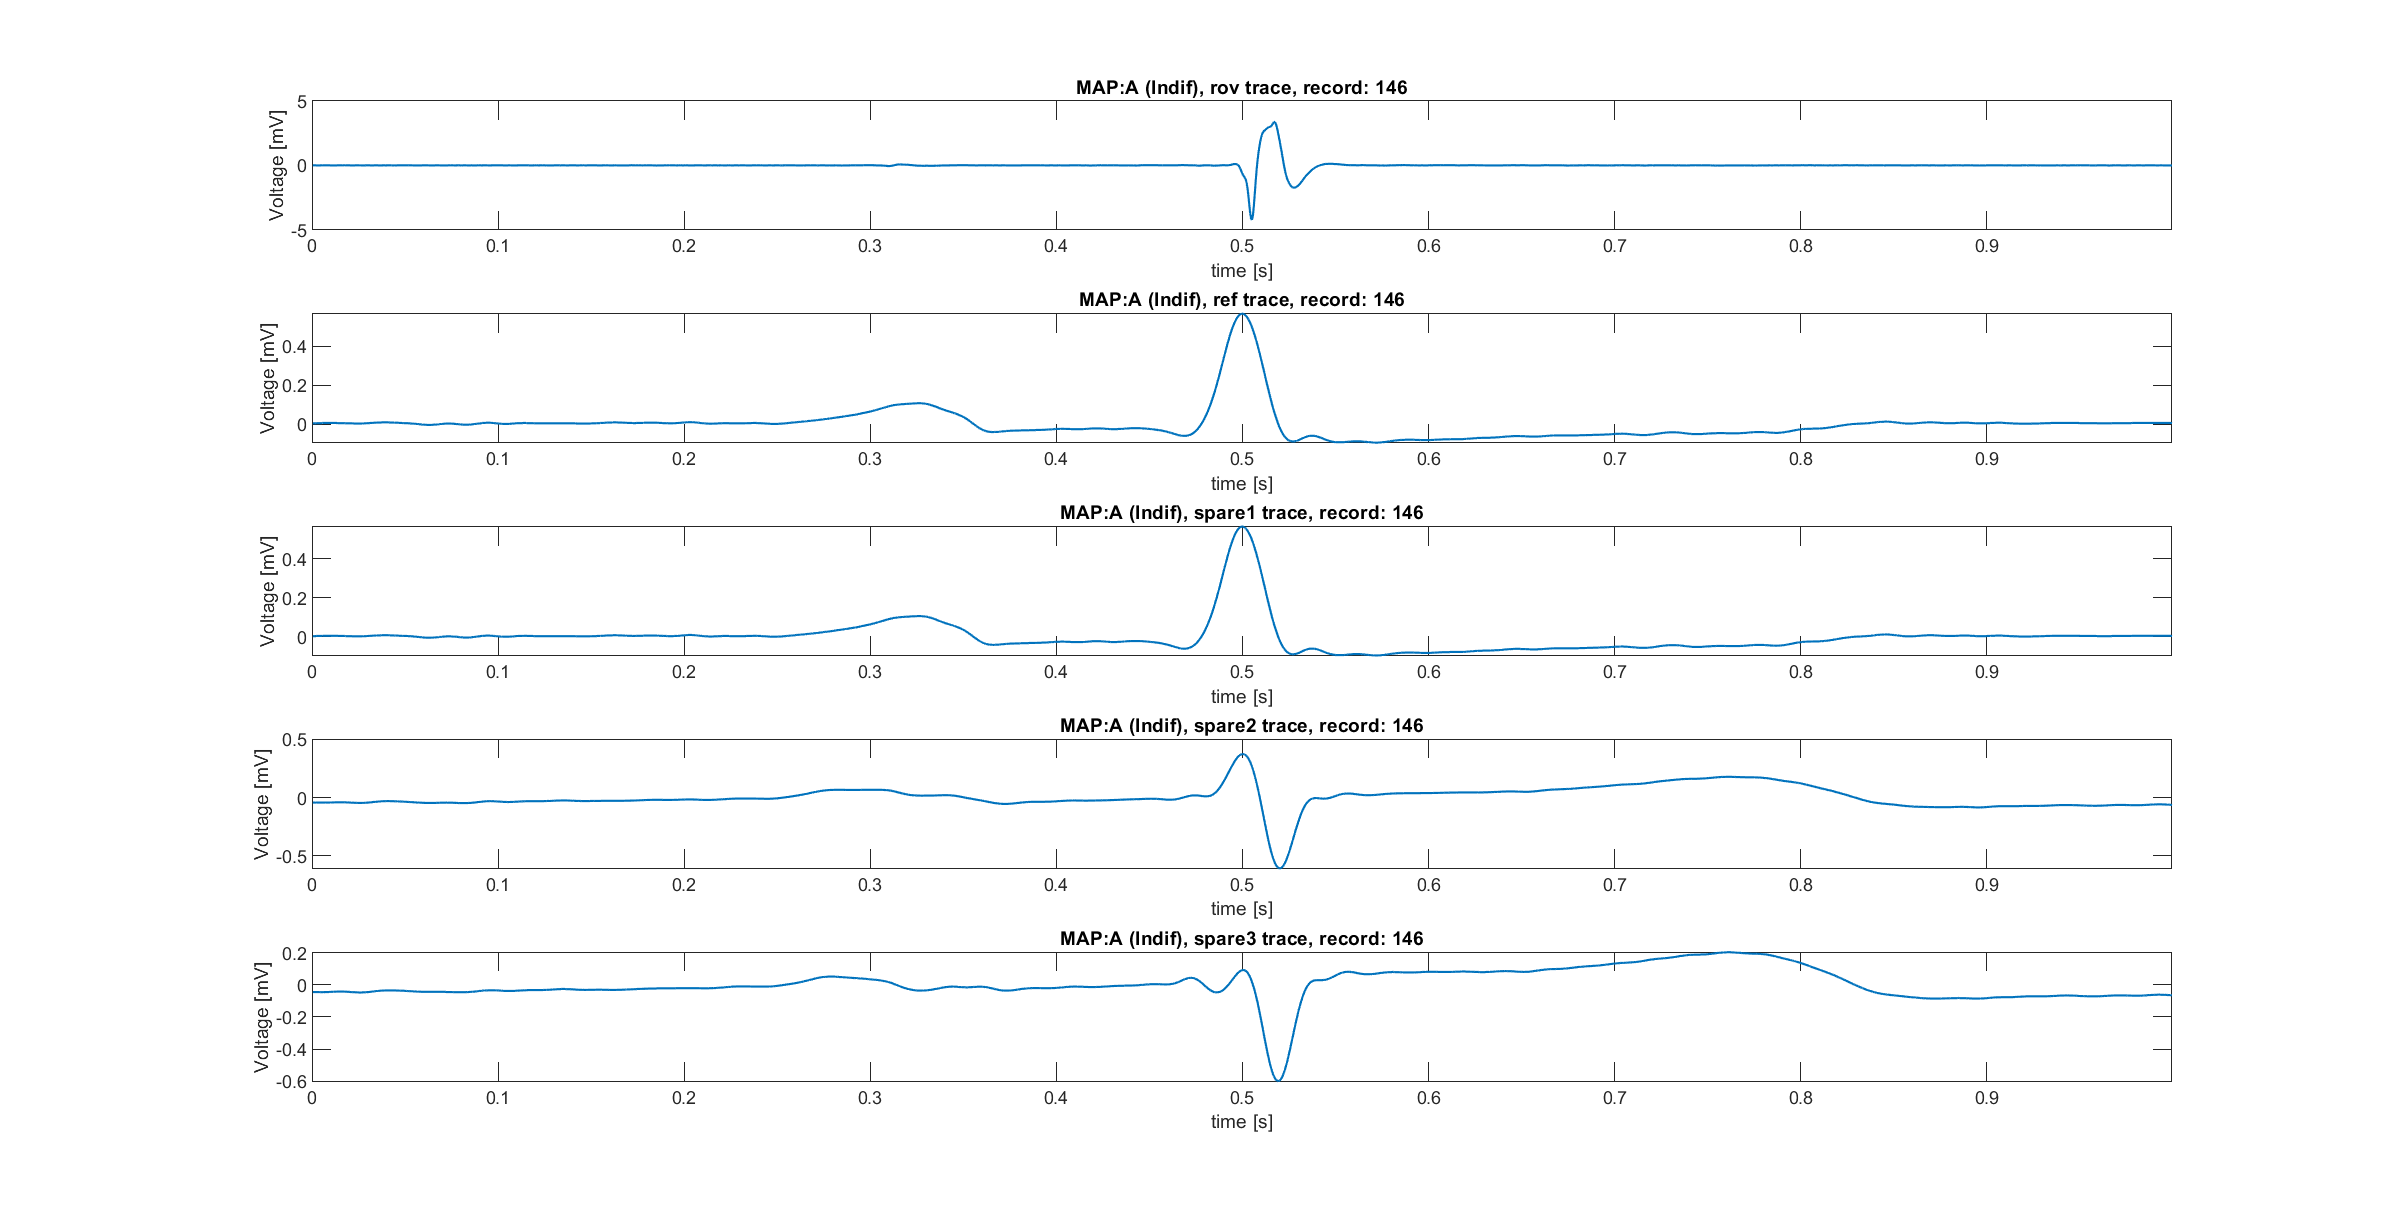 MAP:A (Indif), rov trace, record: 146
Voltage [mV]
5
0
-5
0 0.1 0.2 0.3 0.4 0.5 0.6 0.7 0.8 0.9
time [s]
MAP:A (Indif), ref trace, record: 146
Voltage [mV]
0.4
0.2
0
0 0.1 0.2 0.3 0.4 0.5 0.6 0.7 0.8 0.9
time [s]
MAP:A (Indif), spare1 trace, record: 146
Voltage [mV]
0.4
0.2
0
0 0.1 0.2 0.3 0.4 0.5 0.6 0.7 0.8 0.9
time [s]
MAP:A (Indif), spare2 trace, record: 146
Voltage [mV]
0.5
0
-0.5
0 0.1 0.2 0.3 0.4 0.5 0.6 0.7 0.8 0.9
time [s]
MAP:A (Indif), spare3 trace, record: 146
Voltage [mV]
0.2
0
-0.2
-0.4
-0.6
0 0.1 0.2 0.3 0.4 0.5 0.6 0.7 0.8 0.9
time [s]